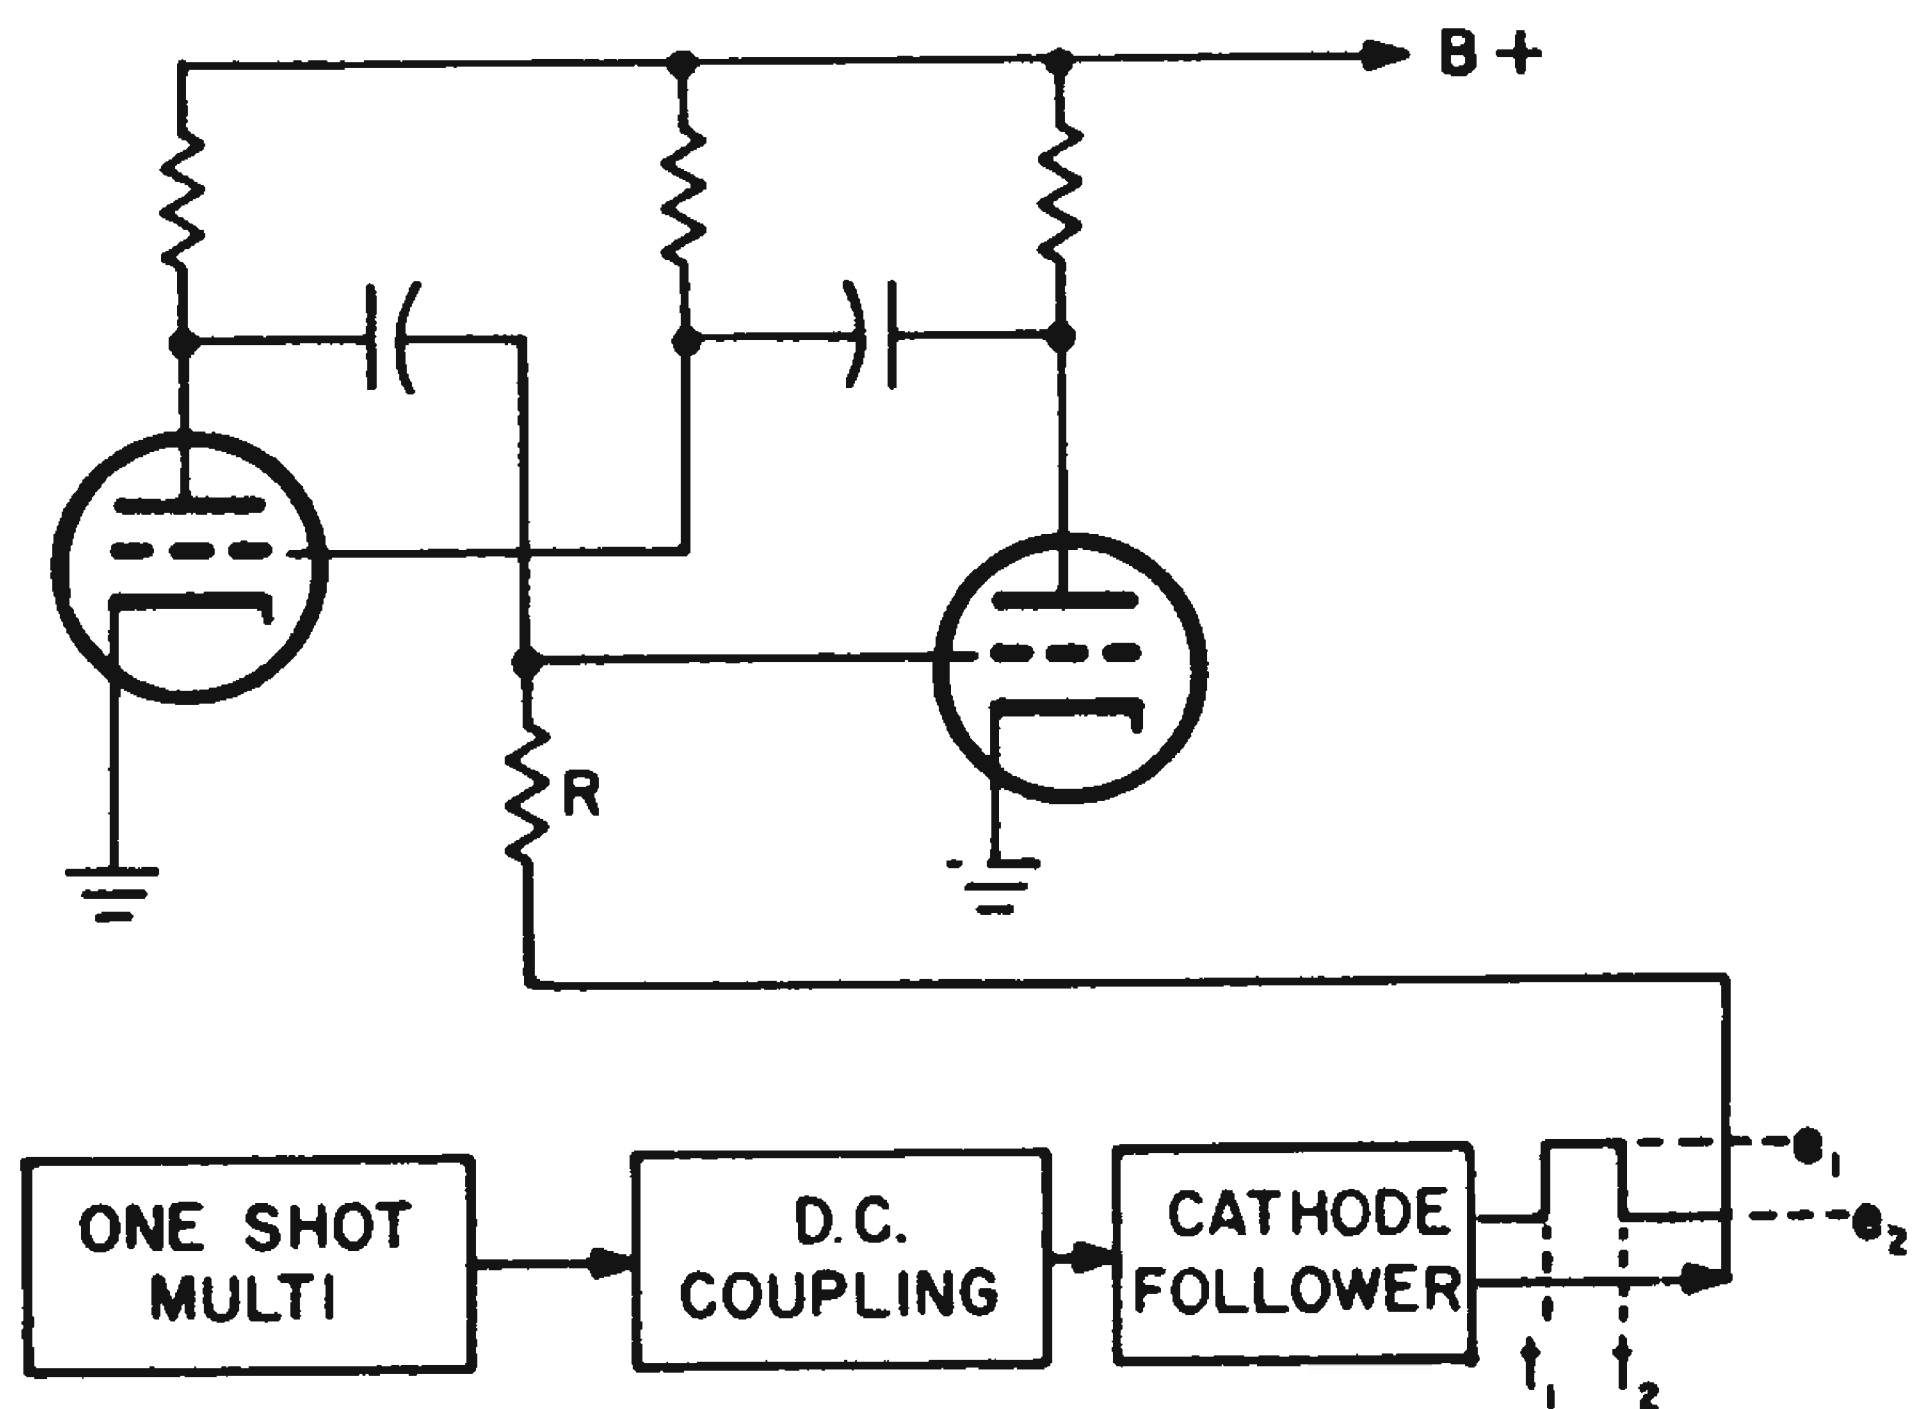 B+
R
ONE SHOT
MULTI
D.C.
COUPLING
CATHODE
FOLLOWER
e1
e2
t1
t2